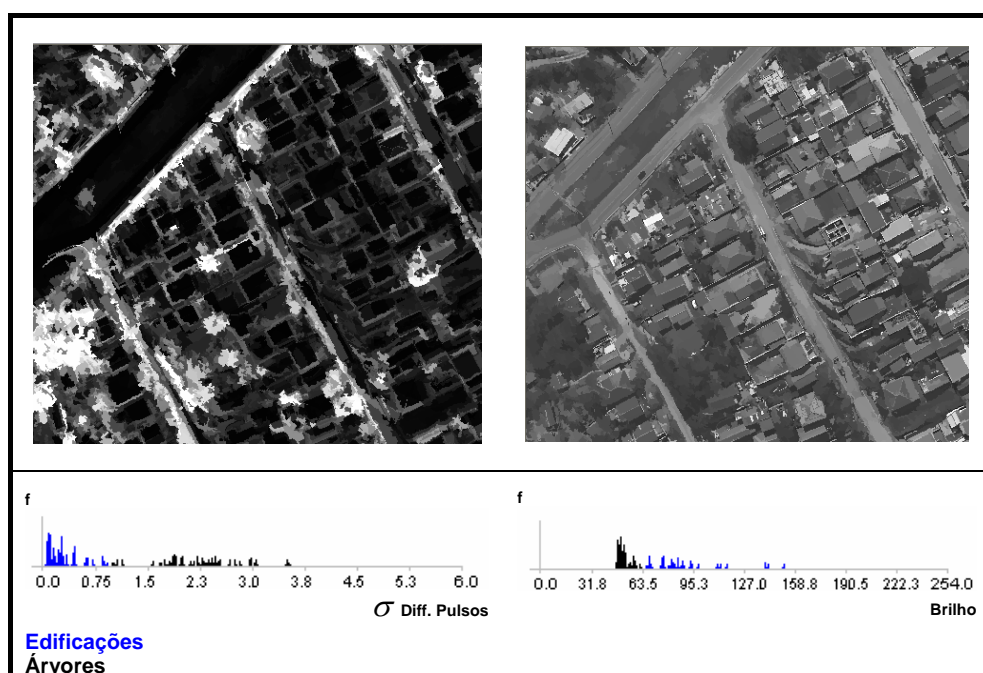 f
0.0 0.75 1.5 2.3 3.0 3.8 4.5 5.3 6.0
σ Diff. Pulsos
f
0.0 31.8 63.5 95.3 127.0 158.8 190.5 222.3 254.0
Brilho
Edificações
Árvores